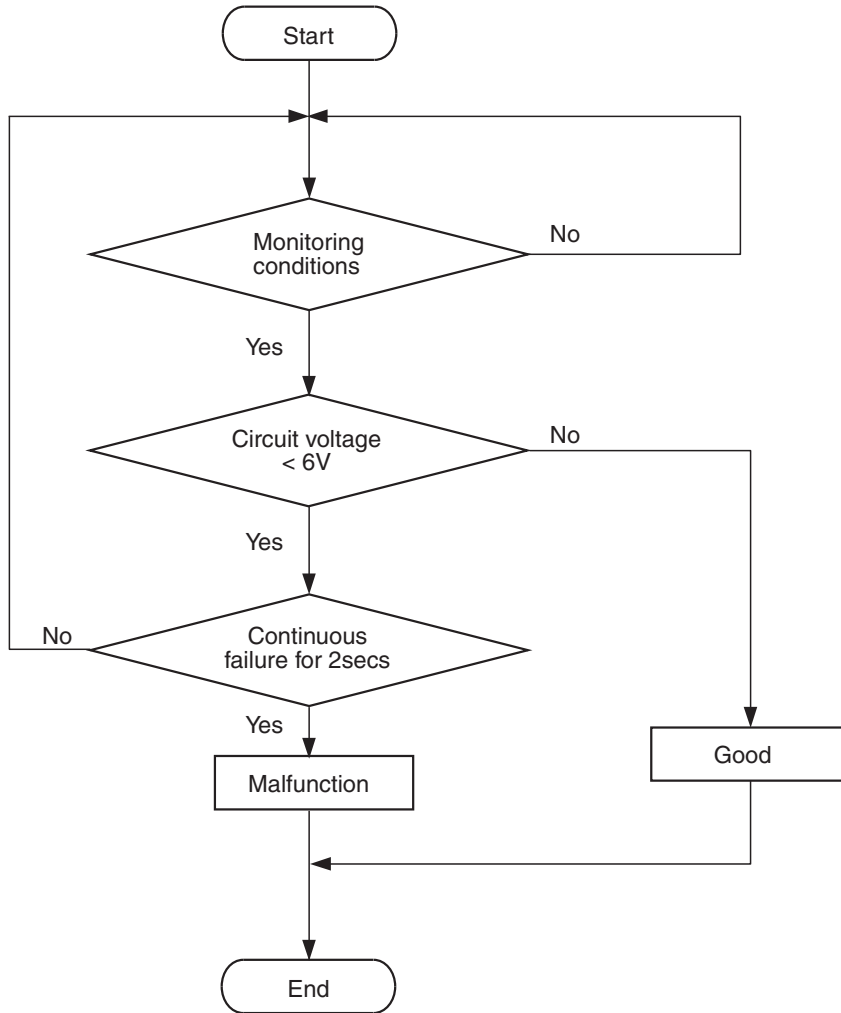 Start
Monitoring
conditions
No
Yes
Circuit voltage
< 6V
No
Yes
Continuous
failure for 2secs
No
Yes
Malfunction
Good
End